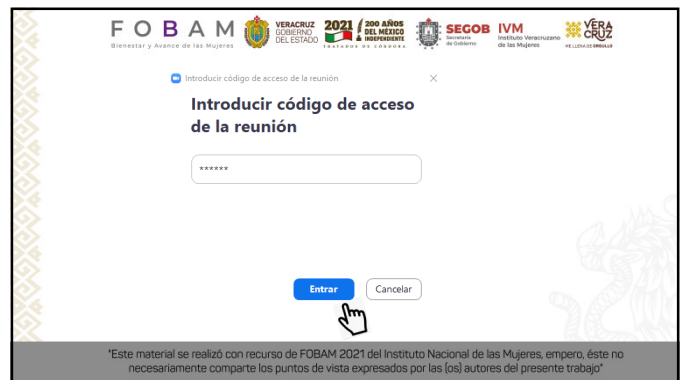 FOBAM
Bienestar y Avance de las Mujeres
VERACRUZ
GOBIERNO
DEL ESTADO
2021
200 AÑOS
DEL MÉXICO
INDEPENDIENTE
TRATADOS DE CÓRDOBA
SEGOB
Secretaría
de Gobierno
IVM
Instituto Veracruzano
de las Mujeres
VERA
CRUZ
ME LLENA DE ORGULLO
Introducir código de acceso de la reunión
Introducir código de acceso
de la reunión
******
Entrar
Cancelar
"Este material se realizó con recurso de FOBAM 2021 del Instituto Nacional de las Mujeres, empero, éste no
necesariamente comparte los puntos de vista expresados por las (os) autores del presente trabajo"